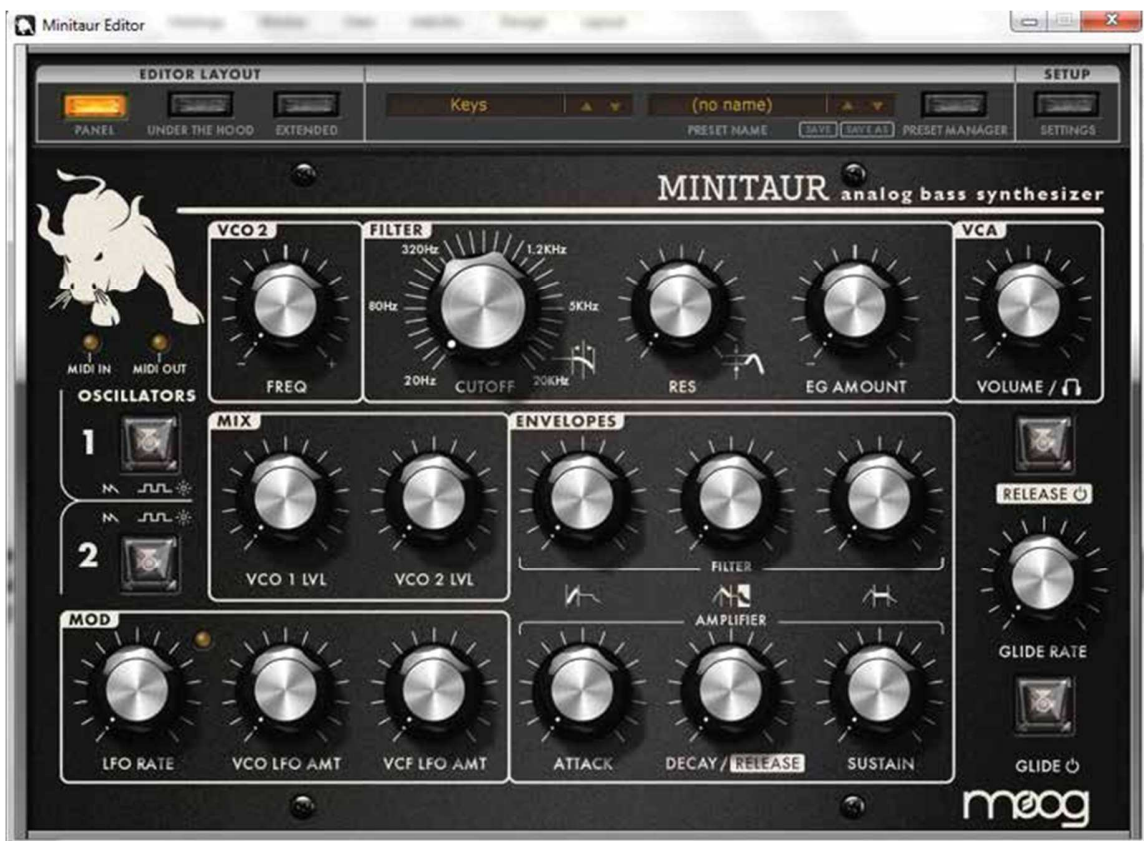 Minitaur Editor
EDITOR LAYOUT
SETUP
Keys
(no name)
PANEL
UNDER THE HOOD
EXTENDED
PRESET NAME
SAVE
SAVE AS
PRESET MANAGER
SETTINGS
MINITAUR analog bass synthesizer
VCO 2
FILTER
VCA
320Hz
1.2KHz
80Hz
5KHz
20Hz
20KHz
FREQ
CUTOFF
RES
EG AMOUNT
VOLUME /
MIDI IN
MIDI OUT
OSCILLATORS
1
2
MIX
VCO 1 LVL
VCO 2 LVL
ENVELOPES
FILTER
AMPLIFIER
ATTACK
DECAY / RELEASE
SUSTAIN
MOD
LFO RATE
VCO LFO AMT
VCF LFO AMT
RELEASE
GLIDE RATE
GLIDE
moog